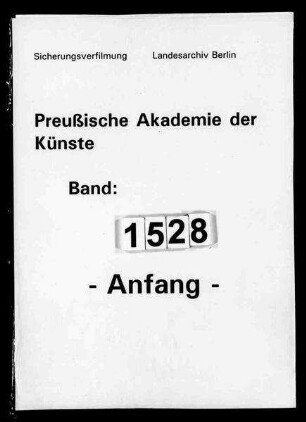 Sicherungsverfilmung Landesarchiv Berlin
Preußische Akademie der
Künste
Band:
1528
- Anfang -